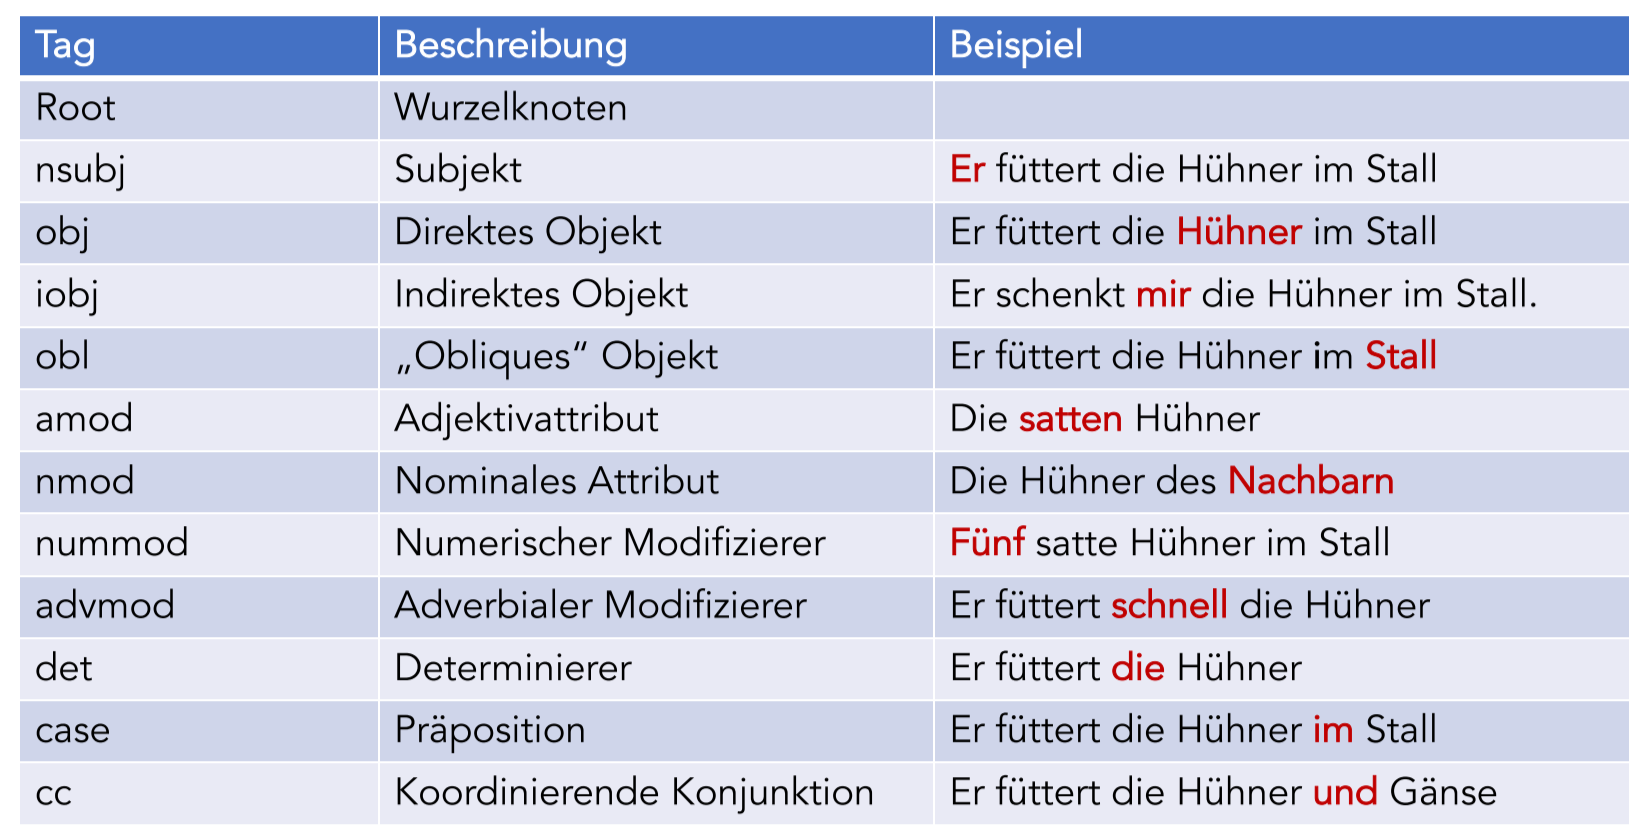 Tag Beschreibung Beispiel
Root Wurzelknoten
nsubj Subjekt Er füttert die Hühner im Stall
obj Direktes Objekt Er füttert die Hühner im Stall
iobj Indirektes Objekt Er schenkt mir die Hühner im Stall.
obl „Obliques“ Objekt Er füttert die Hühner im Stall
amod Adjektivattribut Die satten Hühner
nmod Nominales Attribut Die Hühner des Nachbarn
nummod Numerischer Modifizierer Fünf satte Hühner im Stall
advmod Adverbialer Modifizierer Er füttert schnell die Hühner
det Determinierer Er füttert die Hühner
case Präposition Er füttert die Hühner im Stall
cc Koordinierende Konjunktion Er füttert die Hühner und Gänse